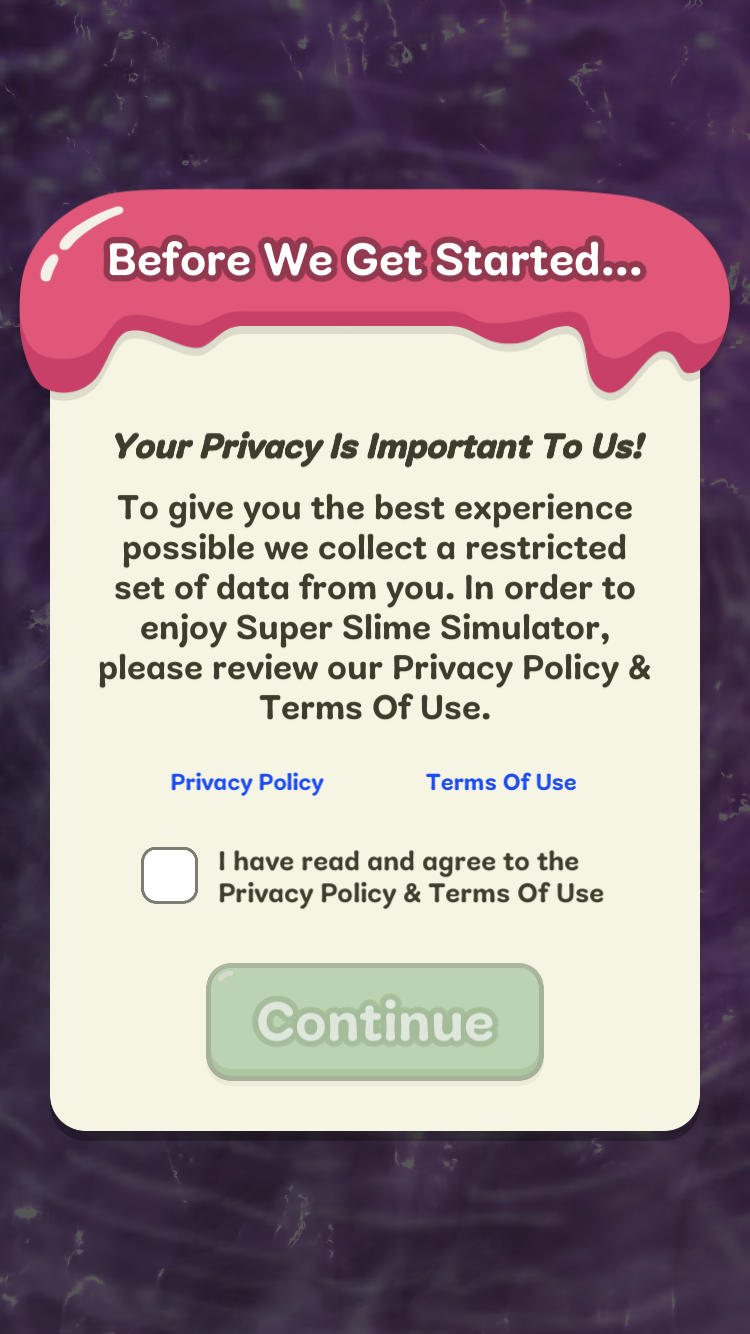 Before We Get Started...
Your Privacy Is Important To Us!
To give you the best experience
possible we collect a restricted
set of data from you. In order to
enjoy Super Slime Simulator,
please review our Privacy Policy &
Terms Of Use.
Privacy Policy
Terms Of Use
I have read and agree to the
Privacy Policy & Terms Of Use
Continue